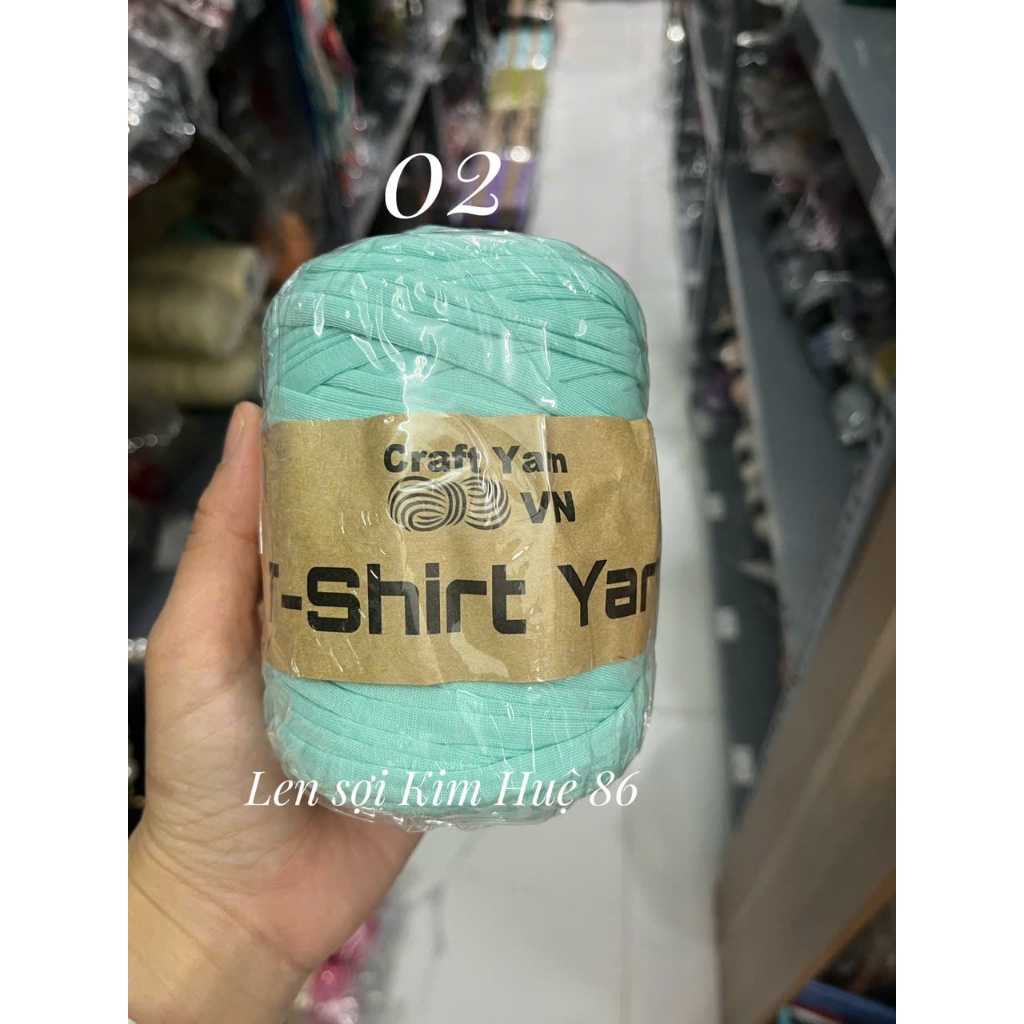 02
Craft Yarn
VN
T-Shirt Yarn
Len sợi Kim Huệ 86